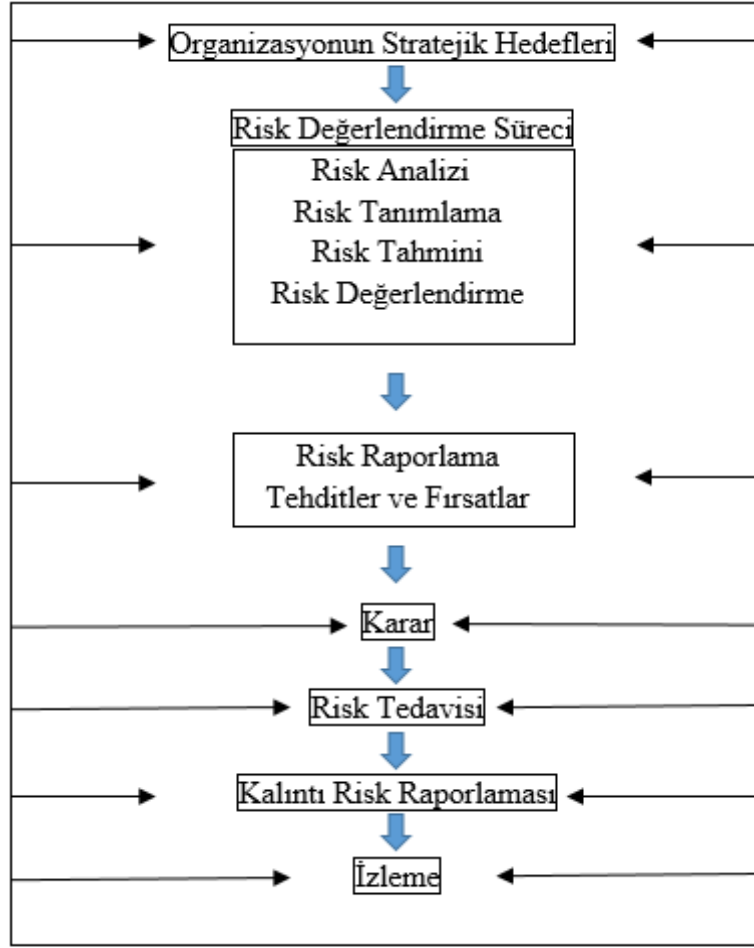 Organizasyonun Stratejik Hedefleri
Risk Değerlendirme Süreci
Risk Analizi
Risk Tanımlama
Risk Tahmini
Risk Değerlendirme
Risk Raporlama
Tehditler ve Fırsatlar
Karar
Risk Tedavisi
Kalıntı Risk Raporlaması
İzleme